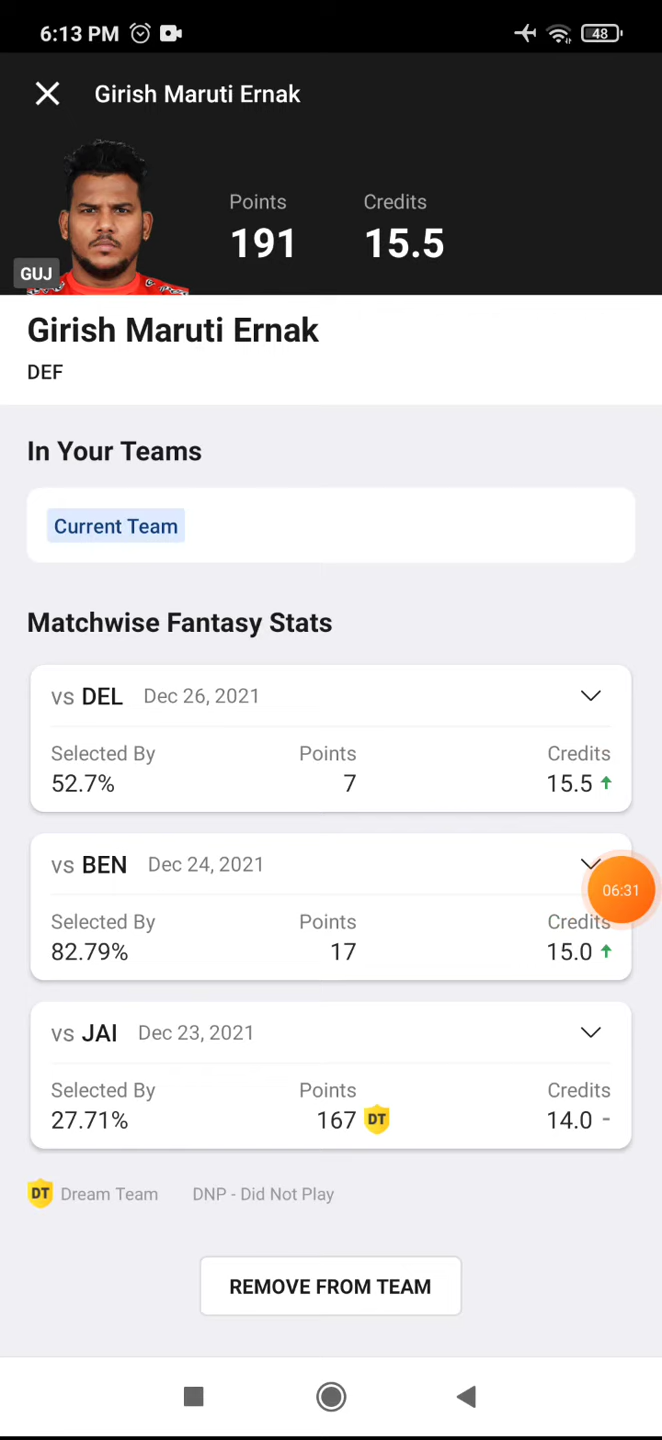 6:13 PM 48
Girish Maruti Ernak
Points Credits
191 15.5
GUJ
Girish Maruti Ernak
DEF
In Your Teams
Current Team
Matchwise Fantasy Stats
vs DEL Dec 26, 2021
Selected By Points Credits
52.7% 7 15.5
vs BEN Dec 24, 2021
06:31
Selected By Points Credits
82.79% 17 15.0
vs JAI Dec 23, 2021
Selected By Points Credits
27.71% 167 DT 14.0 -
DT Dream Team DNP - Did Not Play
REMOVE FROM TEAM